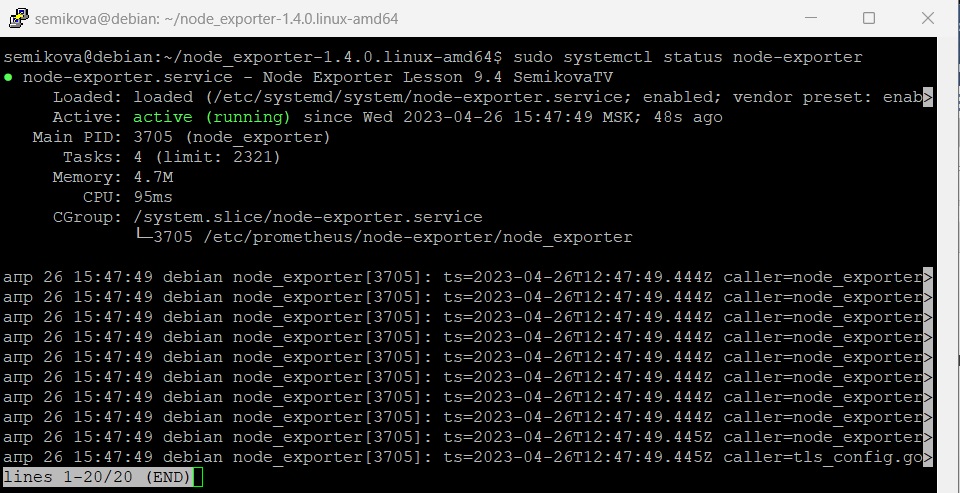 semikova@debian: ~/node_exporter-1.4.0.linux-amd64
semikova@debian:~/node_exporter-1.4.0.linux-amd64$ sudo systemctl status node-exporter
● node-exporter.service - Node Exporter Lesson 9.4 SemikovaTV
Loaded: loaded (/etc/systemd/system/node-exporter.service; enabled; vendor preset: enab>
Active: active (running) since Wed 2023-04-26 15:47:49 MSK; 48s ago
Main PID: 3705 (node_exporter)
Tasks: 4 (limit: 2321)
Memory: 4.7M
CPU: 95ms
CGroup: /system.slice/node-exporter.service
└─3705 /etc/prometheus/node-exporter/node_exporter
апр 26 15:47:49 debian node_exporter[3705]: ts=2023-04-26T12:47:49.444Z caller=node_exporter>
апр 26 15:47:49 debian node_exporter[3705]: ts=2023-04-26T12:47:49.444Z caller=node_exporter>
апр 26 15:47:49 debian node_exporter[3705]: ts=2023-04-26T12:47:49.444Z caller=node_exporter>
апр 26 15:47:49 debian node_exporter[3705]: ts=2023-04-26T12:47:49.444Z caller=node_exporter>
апр 26 15:47:49 debian node_exporter[3705]: ts=2023-04-26T12:47:49.444Z caller=node_exporter>
апр 26 15:47:49 debian node_exporter[3705]: ts=2023-04-26T12:47:49.444Z caller=node_exporter>
апр 26 15:47:49 debian node_exporter[3705]: ts=2023-04-26T12:47:49.444Z caller=node_exporter>
апр 26 15:47:49 debian node_exporter[3705]: ts=2023-04-26T12:47:49.444Z caller=node_exporter>
апр 26 15:47:49 debian node_exporter[3705]: ts=2023-04-26T12:47:49.445Z caller=node_exporter>
апр 26 15:47:49 debian node_exporter[3705]: ts=2023-04-26T12:47:49.445Z caller=tls_config.go>
lines 1-20/20 (END)